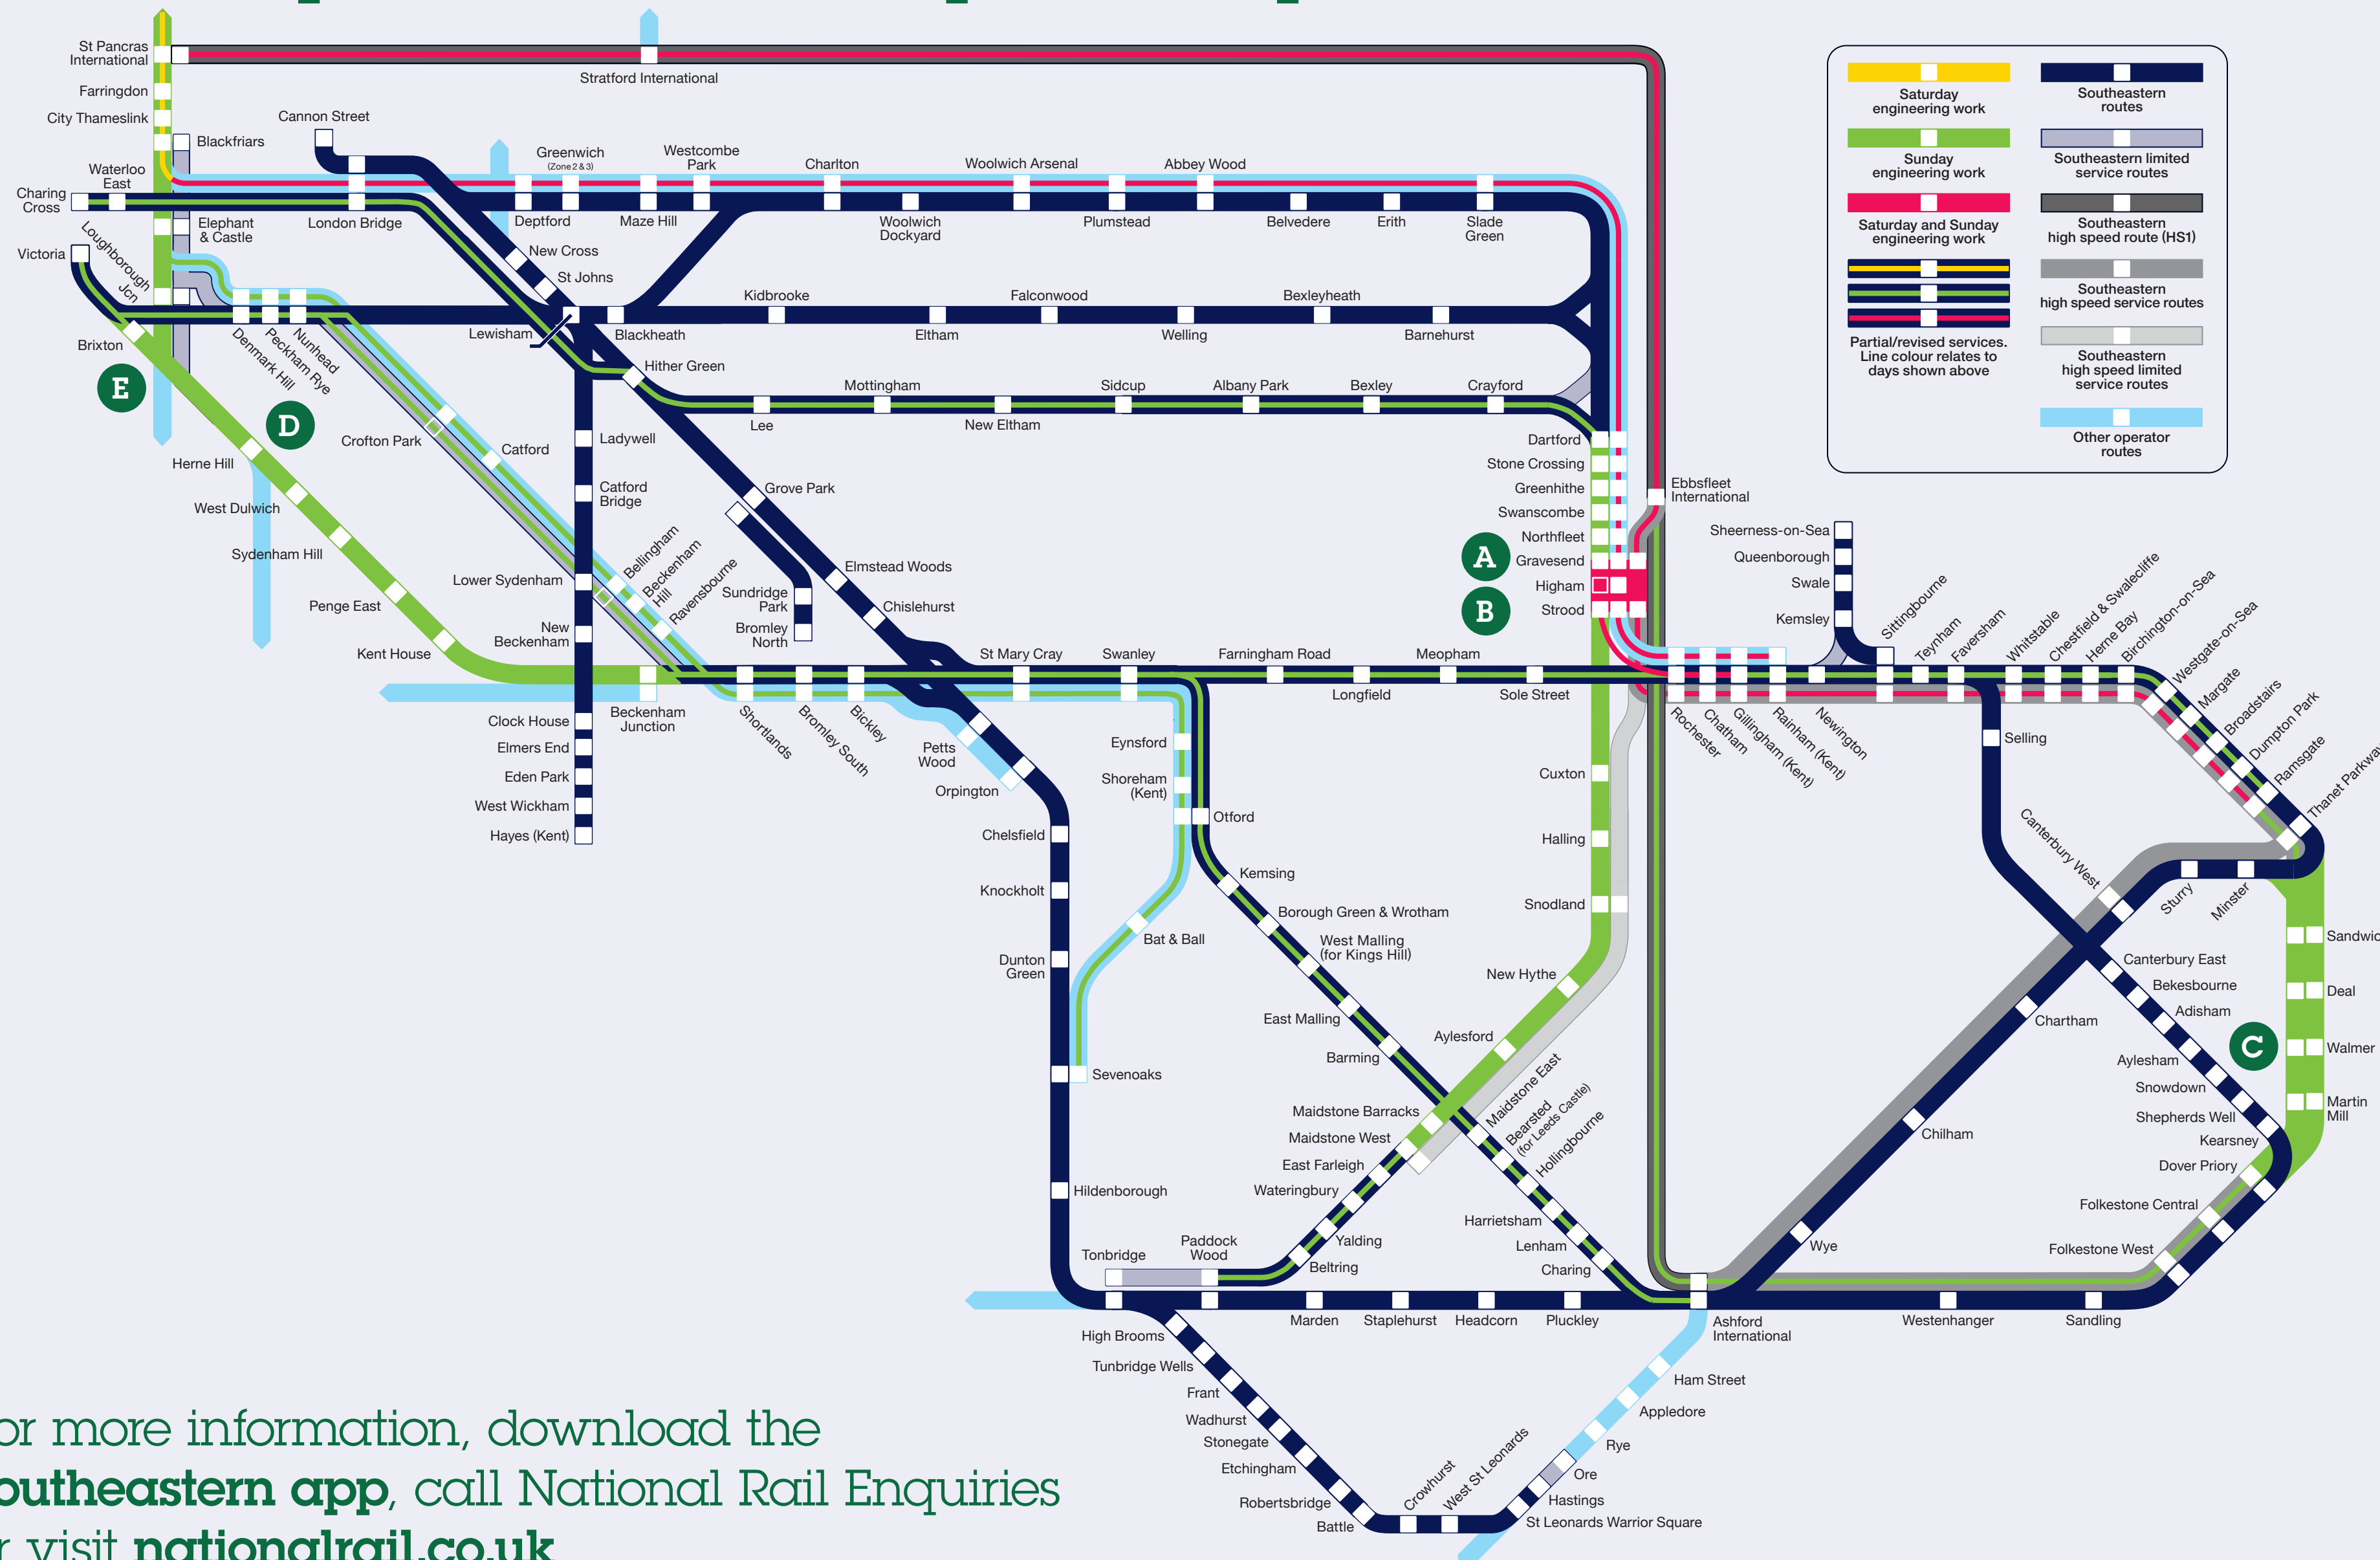 St Pancras
International
Farringdon
City Thameslink
Blackfriars
Waterloo
East
Charing
Cross
Victoria
Loughborough
Jcn
Elephant
& Castle
Brixton
E
D
Herne Hill
West Dulwich
Sydenham Hill
Penge East
Kent House
Cannon Street
London Bridge
Stratford International
Denmark Hill
Peckham Rye
Nunhead
Crofton Park
Catford
Bellingham
Beckenham
Hill
Ravensbourne
Greenwich
(Zone 2 & 3)
Westcombe
Park
Charlton
Woolwich Arsenal
Abbey Wood
Deptford
Maze Hill
Woolwich
Dockyard
Plumstead
Belvedere
Erith
Slade
Green
New Cross
St Johns
Lewisham
Blackheath
Kidbrooke
Eltham
Falconwood
Welling
Bexleyheath
Barnehurst
Hither Green
Lee
Mottingham
New Eltham
Sidcup
Albany Park
Bexley
Crayford
Ladywell
Catford
Bridge
Lower Sydenham
New
Beckenham
Clock House
Elmers End
Eden Park
West Wickham
Hayes (Kent)
Grove Park
Sundridge
Park
Bromley
North
Elmstead Woods
Chislehurst
Beckenham
Junction
Shortlands
Bromley South
Bickley
Petts
Wood
Orpington
St Mary Cray
Swanley
Farningham Road
Longfield
Meopham
Sole Street
Dartford
Stone Crossing
Greenhithe
Swanscombe
Northfleet
A
Gravesend
Higham
B
Strood
Ebbsfleet
International
Saturday
engineering work
Sunday
engineering work
Saturday and Sunday
engineering work
Partial/revised services.
Line colour relates to
days shown above
Southeastern
routes
Southeastern limited
service routes
Southeastern
high speed route (HS1)
Southeastern
high speed service routes
Southeastern
high speed limited
service routes
Other operator
routes
Sheerness-on-Sea
Queenborough
Swale
Kemsley
Sittingbourne
Teynham
Faversham
Whitstable
Chestfield & Swalecliffe
Herne Bay
Birchington-on-Sea
Westgate-on-Sea
Margate
Broadstairs
Dumpton Park
Ramsgate
Thanet Parkway
Rochester
Chatham
Gillingham (Kent)
Rainham (Kent)
Newington
Selling
Eynsford
Shoreham
(Kent)
Otford
Bat & Ball
Sevenoaks
Chelsfield
Knockholt
Dunton
Green
Hildenborough
Kemsing
Borough Green & Wrotham
West Malling
(for Kings Hill)
East Malling
Barming
Maidstone East
Bearsted
(for Leeds Castle)
Hollingbourne
Harrietsham
Lenham
Charing
Cuxton
Halling
Snodland
New Hythe
Aylesford
Maidstone Barracks
Maidstone West
East Farleigh
Wateringbury
Yalding
Beltring
Tonbridge
Paddock
Wood
Marden
Staplehurst
Headcorn
Pluckley
Ashford
International
Westenhanger
Sandling
Canterbury West
Sturry
Minster
Chartham
Chilham
Wye
Canterbury East
Bekesbourne
Adisham
Aylesham
Snowdown
Shepherds Well
Kearsney
Dover Priory
Folkestone Central
Folkestone West
C
Sandwic
Deal
Walmer
Martin
Mill
High Brooms
Tunbridge Wells
Frant
Wadhurst
Stonegate
Etchingham
Robertsbridge
Battle
Crowhurst
West St Leonards
St Leonards Warrior Square
Hastings
Ore
Rye
Appledore
Ham Street
or more information, download the
outheastern app, call National Rail Enquiries
r visit nationalrail.co.uk